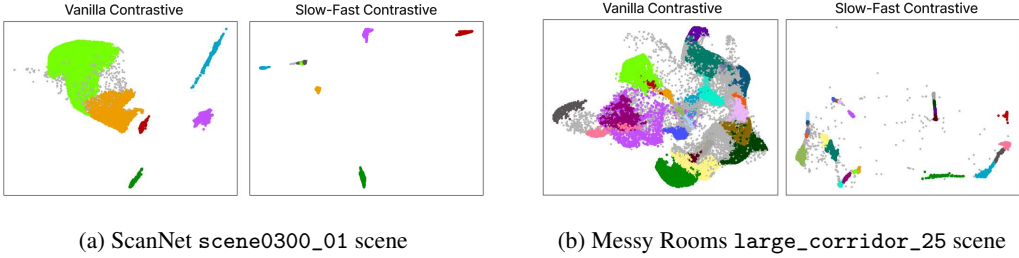 Vanilla Contrastive
Slow-Fast Contrastive
Vanilla Contrastive
Slow-Fast Contrastive
(a) ScanNet scene0300_01 scene
(b) Messy Rooms large_corridor_25 scene